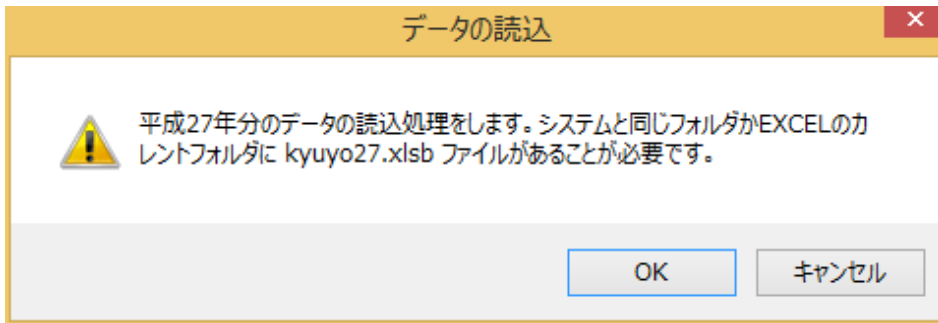 データの読込
平成27年分のデータの読込処理をします。システムと同じフォルダかEXCELのカ
レントフォルダに kyuyo27.xlsb ファイルがあることが必要です。
OK
キャンセル